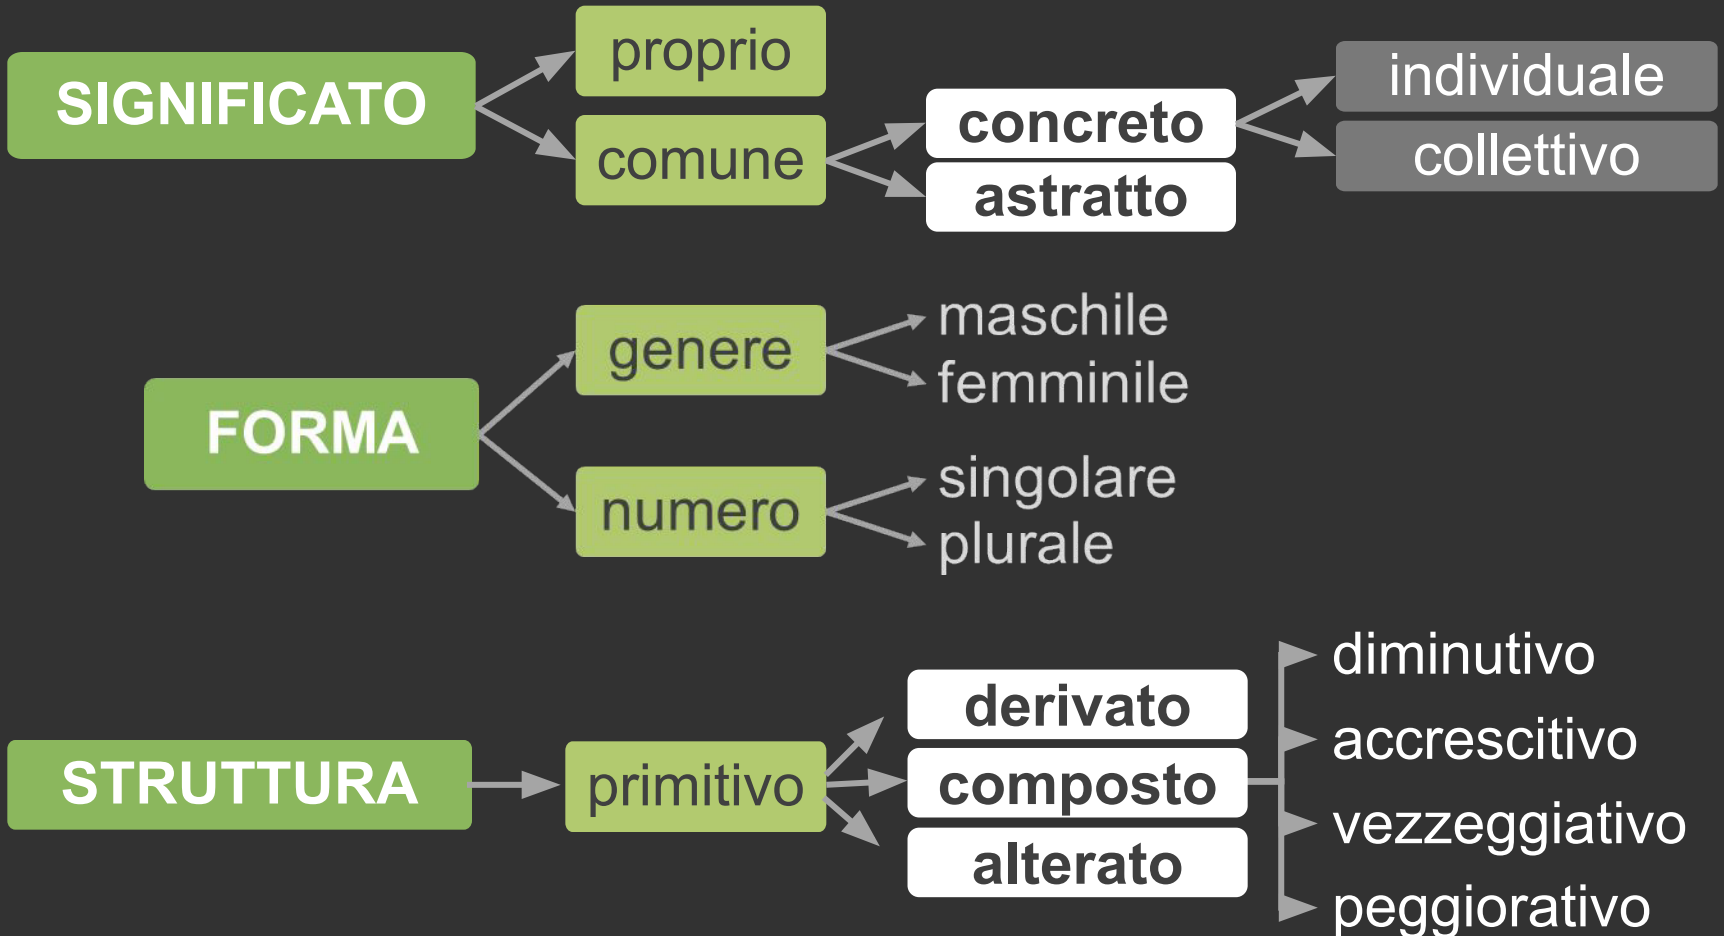 SIGNIFICATO
proprio
comune
concreto
astratto
individuale
collettivo
FORMA
genere
maschile
femminile
numero
singolare
plurale
STRUTTURA
primitivo
derivato
composto
alterato
diminutivo
accrescitivo
vezzeggiativo
peggiorativo